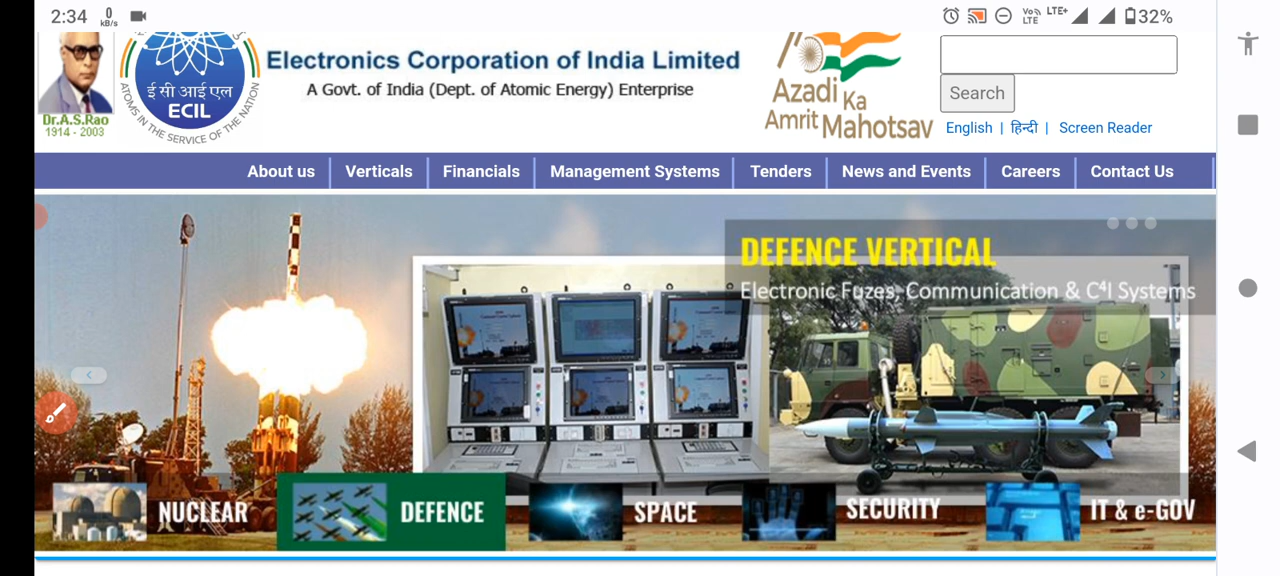 2:34
0
kB/s
Vo))
LTE
LTE+
32%
ई सी आई एल
ECIL
ATOMS IN THE SERVICE OF THE NATION
Dr.A.S.Rao
1914 - 2003
Electronics Corporation of India Limited
A Govt. of India (Dept. of Atomic Energy) Enterprise
Azadi Ka
Amrit Mahotsav
Search
English | हिन्दी | Screen Reader
About us | Verticals | Financials | Management Systems | Tenders | News and Events | Careers | Contact Us
DEFENCE VERTICAL
Electronic Fuzes, Communication & C⁴I Systems
NUCLEAR
DEFENCE
SPACE
SECURITY
IT & e-GOV